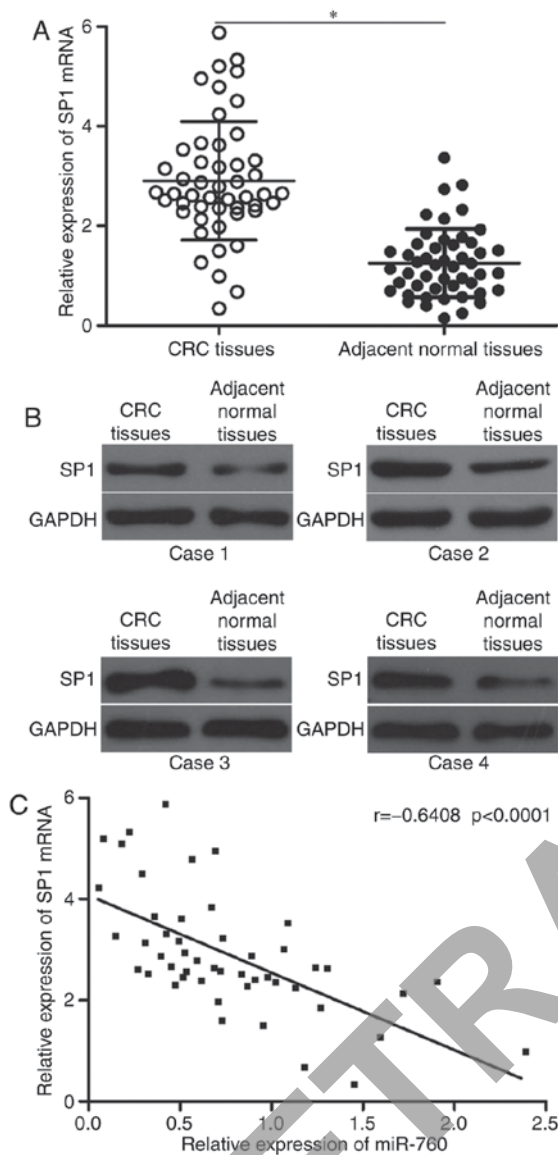 A
*
Relative expression of SP1 mRNA
6
4
2
0
CRC tissues
Adjacent normal tissues
B
CRC
tissues
Adjacent
normal
tissues
SP1
GAPDH
Case 1
CRC
tissues
Adjacent
normal
tissues
SP1
GAPDH
Case 2
CRC
tissues
Adjacent
normal
tissues
SP1
GAPDH
Case 3
CRC
tissues
Adjacent
normal
tissues
SP1
GAPDH
Case 4
C
Relative expression of SP1 mRNA
6
4
2
0
r=−0.6408 p<0.0001
0.0
0.5
1.0
1.5
2.0
2.5
Relative expression of miR-760
ETRA